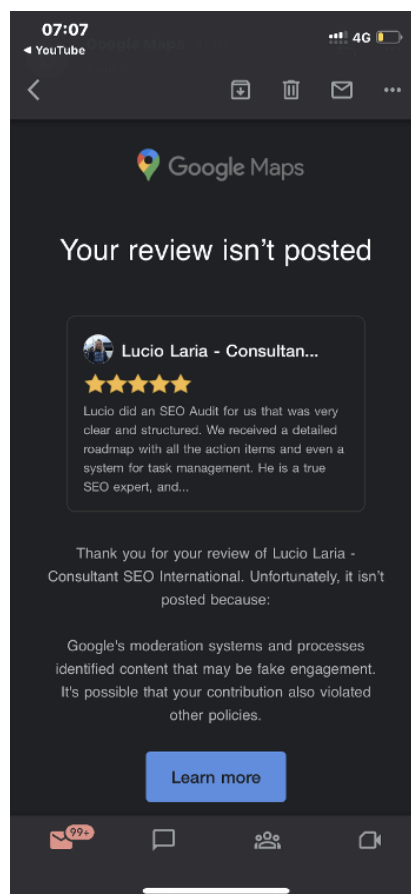 07:07
4G
◀ YouTube
Google Maps
Your review isn't posted
Lucio Laria - Consultan...
Lucio did an SEO Audit for us that was very
clear and structured. We received a detailed
roadmap with all the action items and even a
system for task management. He is a true
SEO expert, and...
Thank you for your review of Lucio Laria -
Consultant SEO International. Unfortunately, it isn't
posted because:
Google's moderation systems and processes
identified content that may be fake engagement.
It's possible that your contribution also violated
other policies.
Learn more
99+